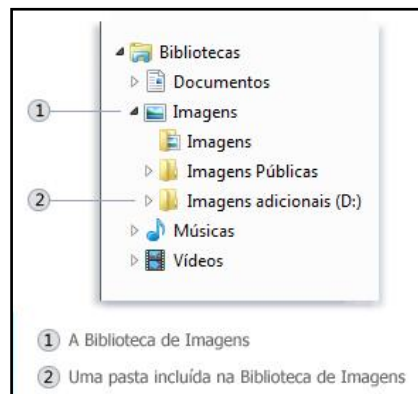 Bibliotecas
Documentos
1
Imagens
Imagens
Imagens Públicas
2
Imagens adicionais (D:)
Músicas
Vídeos
1 A Biblioteca de Imagens
2 Uma pasta incluída na Biblioteca de Imagens